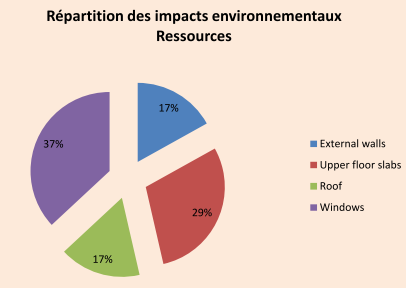 Répartition des impacts environnementaux
Ressources
17%
37%
29%
17%
External walls
Upper floor slabs
Roof
Windows